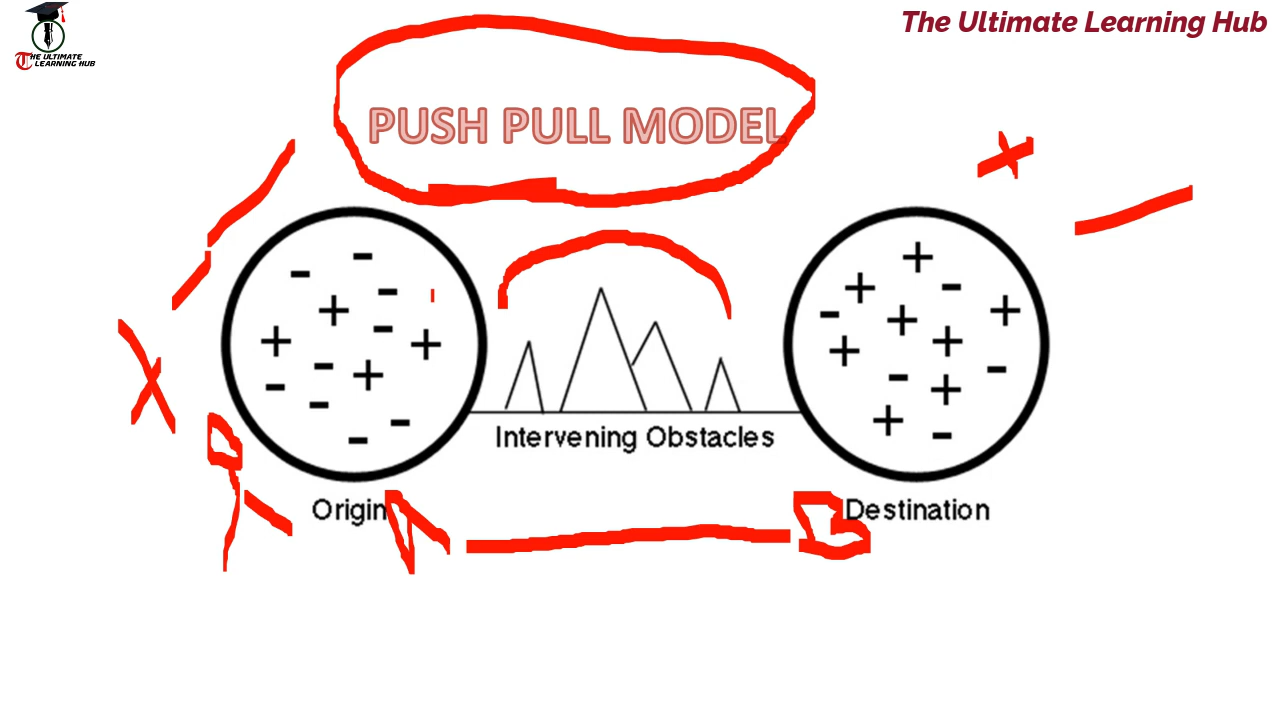 The Ultimate Learning Hub
THE ULTIMATE
LEARNING HUB
PUSH PULL MODEL
Intervening Obstacles
Origin
Destination